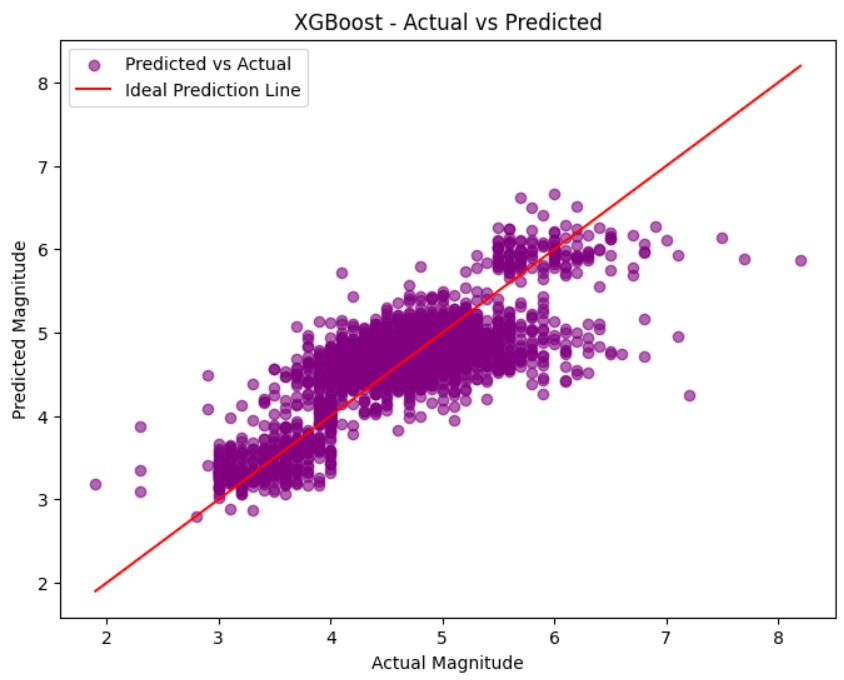 XGBoost - Actual vs Predicted
Predicted vs Actual
Ideal Prediction Line
8
7
6
5
4
3
2
Predicted Magnitude
2 3 4 5 6 7 8
Actual Magnitude